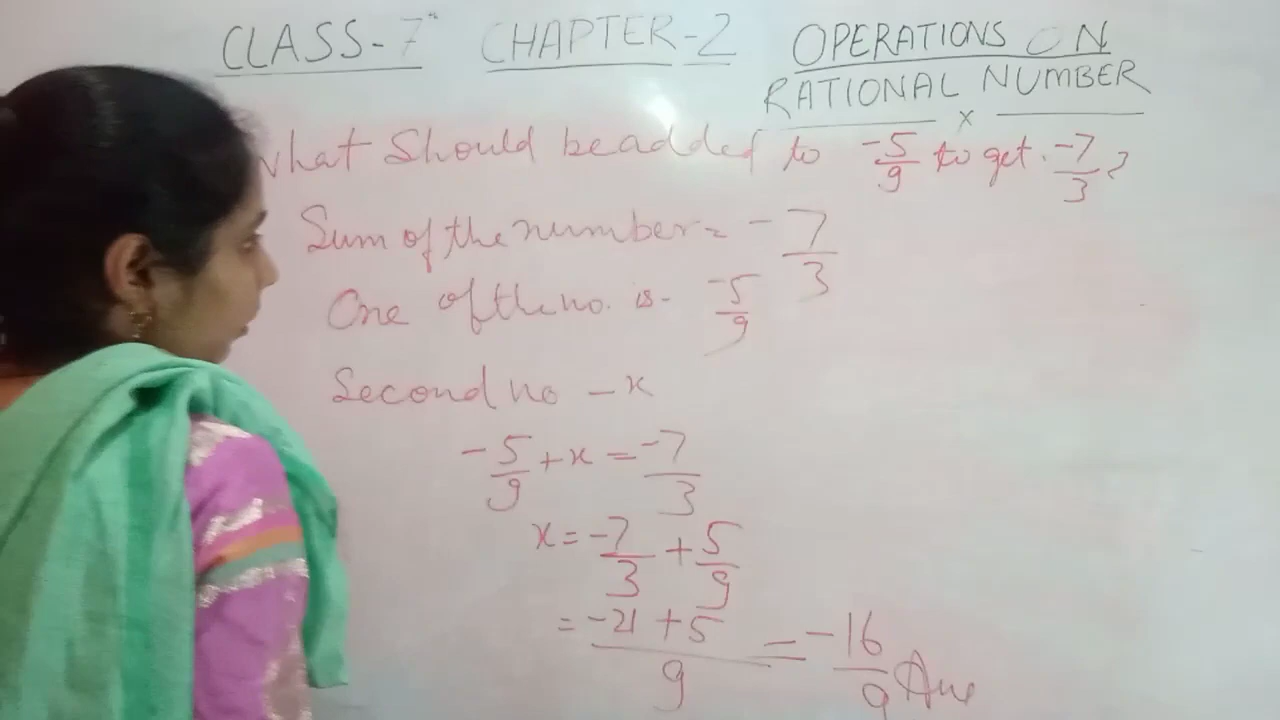 CLASS-7th CHAPTER-2 OPERATIONS ON
RATIONAL NUMBER
x
what should be added to -5/9 to get -7/3?
Sum of the number = -7/3
One of the no. is - -5/9
Second no - x
-5/9 + x = -7/3
x = -7/3 + 5/9
= -21 + 5/9 = -16/9 Ans